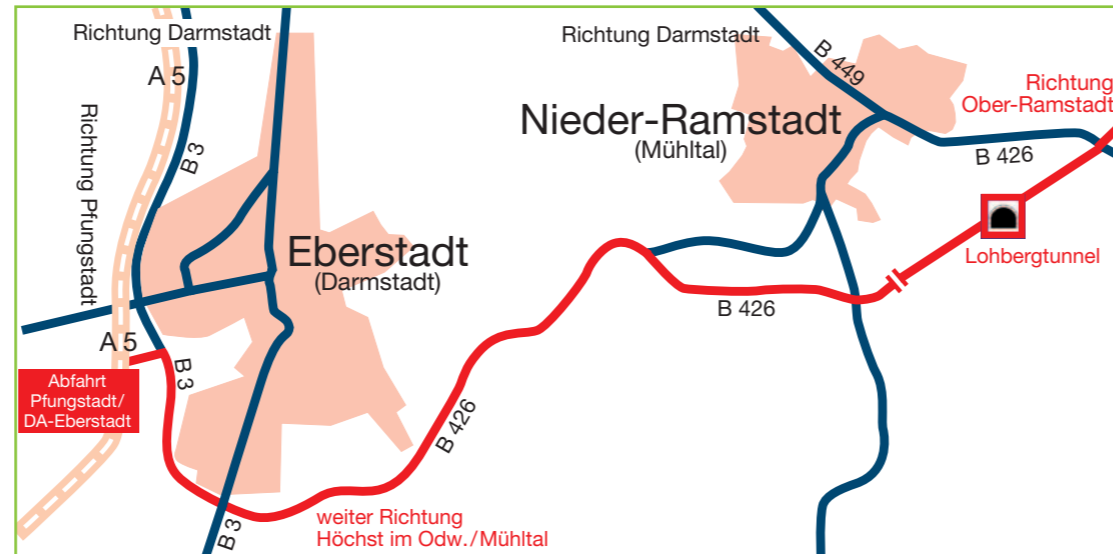 Richtung Darmstadt
A 5
B 3
Richtung Pfungstadt
Eberstadt
(Darmstadt)
A 5
B 3
Abfahrt
Pfungstadt/
DA-Eberstadt
B 3
weiter Richtung
Höchst im Odw./Mühltal
B 426
Richtung Darmstadt
B 449
Nieder-Ramstadt
(Mühltal)
Richtung
Ober-Ramstadt
B 426
Lohbergtunnel
B 426